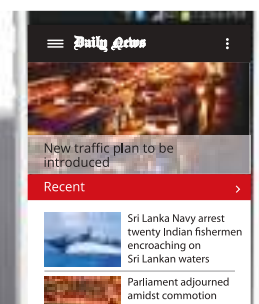 Daily News
New traffic plan to be
introduced
Recent
Sri Lanka Navy arrest
twenty Indian fishermen
encroaching on
Sri Lankan waters
Parliament adjourned
amidst commotion